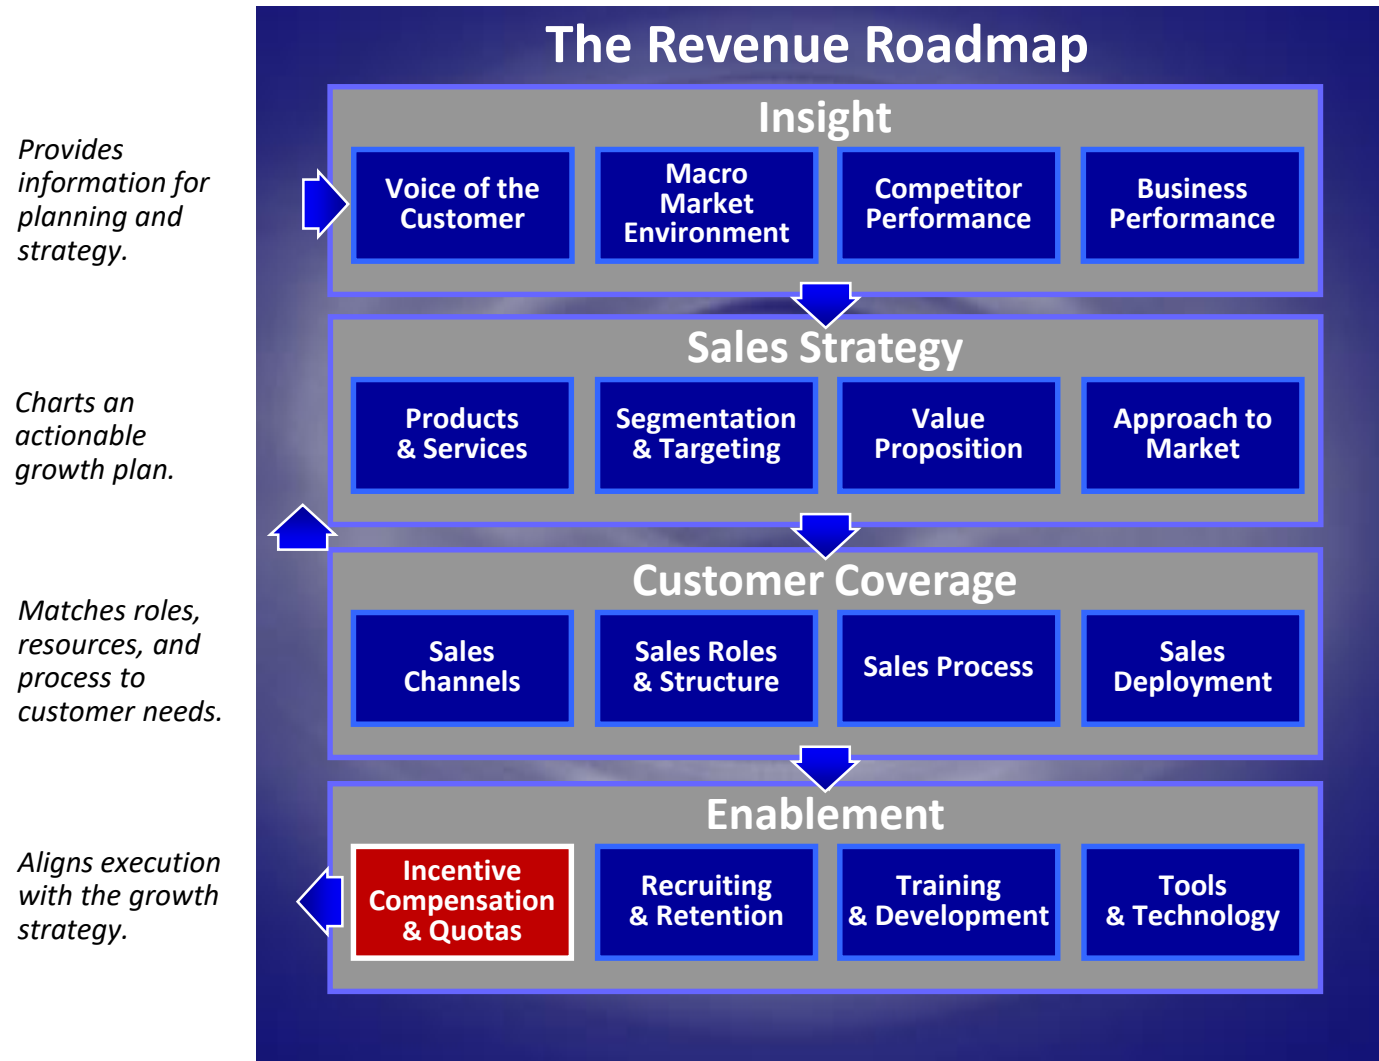 The Revenue Roadmap
Insight
Provides
information for
planning and
strategy.
Voice of the
Customer
Macro
Market
Environment
Competitor
Performance
Business
Performance
Sales Strategy
Charts an
actionable
growth plan.
Products
& Services
Segmentation
& Targeting
Value
Proposition
Approach to
Market
Customer Coverage
Matches roles,
resources, and
process to
customer needs.
Sales
Channels
Sales Roles
& Structure
Sales Process
Sales
Deployment
Enablement
Aligns execution
with the growth
strategy.
Incentive
Compensation
& Quotas
Recruiting
& Retention
Training
& Development
Tools
& Technology